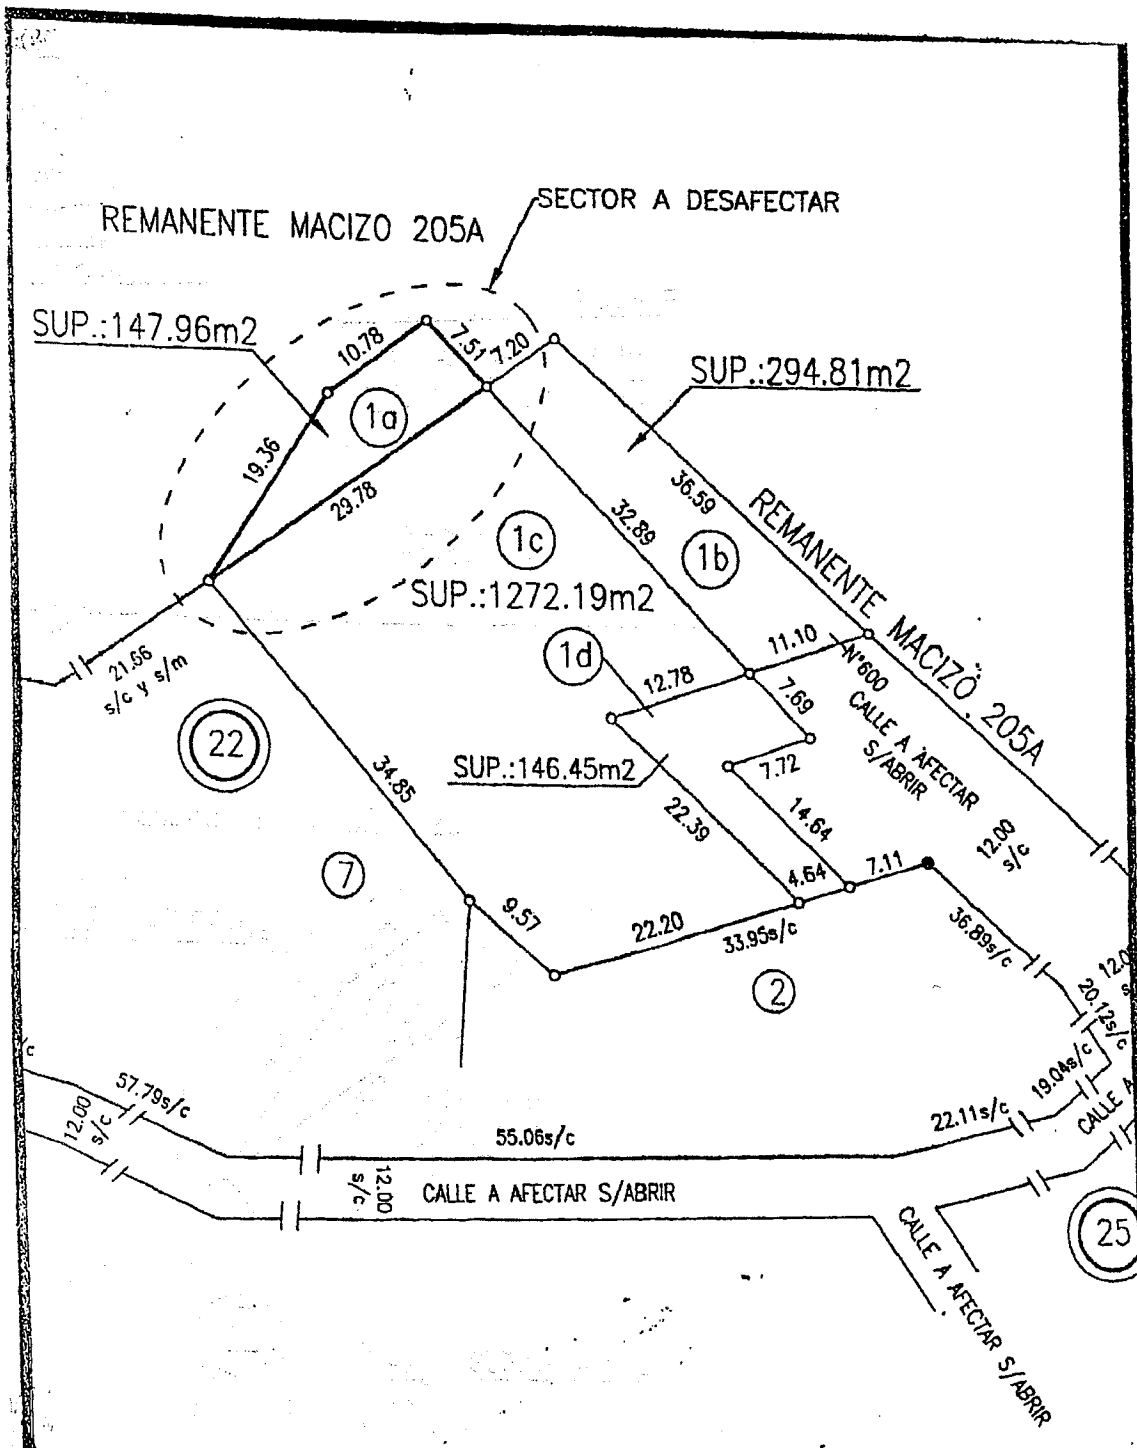 SECTOR A DESAFECTAR
REMANENTE MACIZO 205A
SUP.:147.96m2
10.78
7.51
7.20
SUP.:294.81m2
1a
19.36
29.78
36.59
32.89
REMANENTE MACIZO. 205A
1c
1b
SUP.:1272.19m2
1d
11.10
N°600
CALLE A AFECTAR
S/ABRIR
12.78
7.69
21.66
s/c y s/m
22
SUP.:146.45m2
7.72
34.85
22.39
14.64
12.00
s/c
7
4.64
7.11
9.57
22.20
33.95s/c
36.89s/c
2
20.12s/c
/c
57.79s/c
12.00
s/c
19.04s/c
22.11s/c
CALLE A
55.06s/c
12.00
s/c
CALLE A AFECTAR S/ABRIR
CALLE A AFECTAR S/ABRIR
25